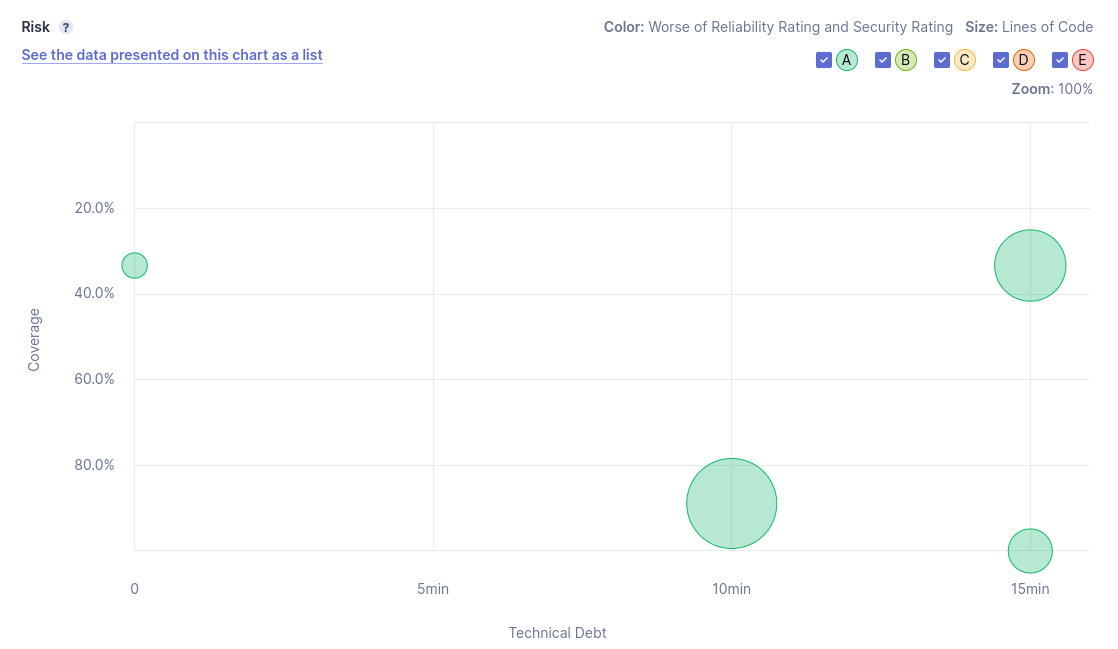 Risk ?
Color: Worse of Reliability Rating and Security Rating Size: Lines of Code
See the data presented on this chart as a list
A B C D E
Zoom: 100%
20.0%
40.0%
60.0%
80.0%
Coverage
0 5min 10min 15min
Technical Debt